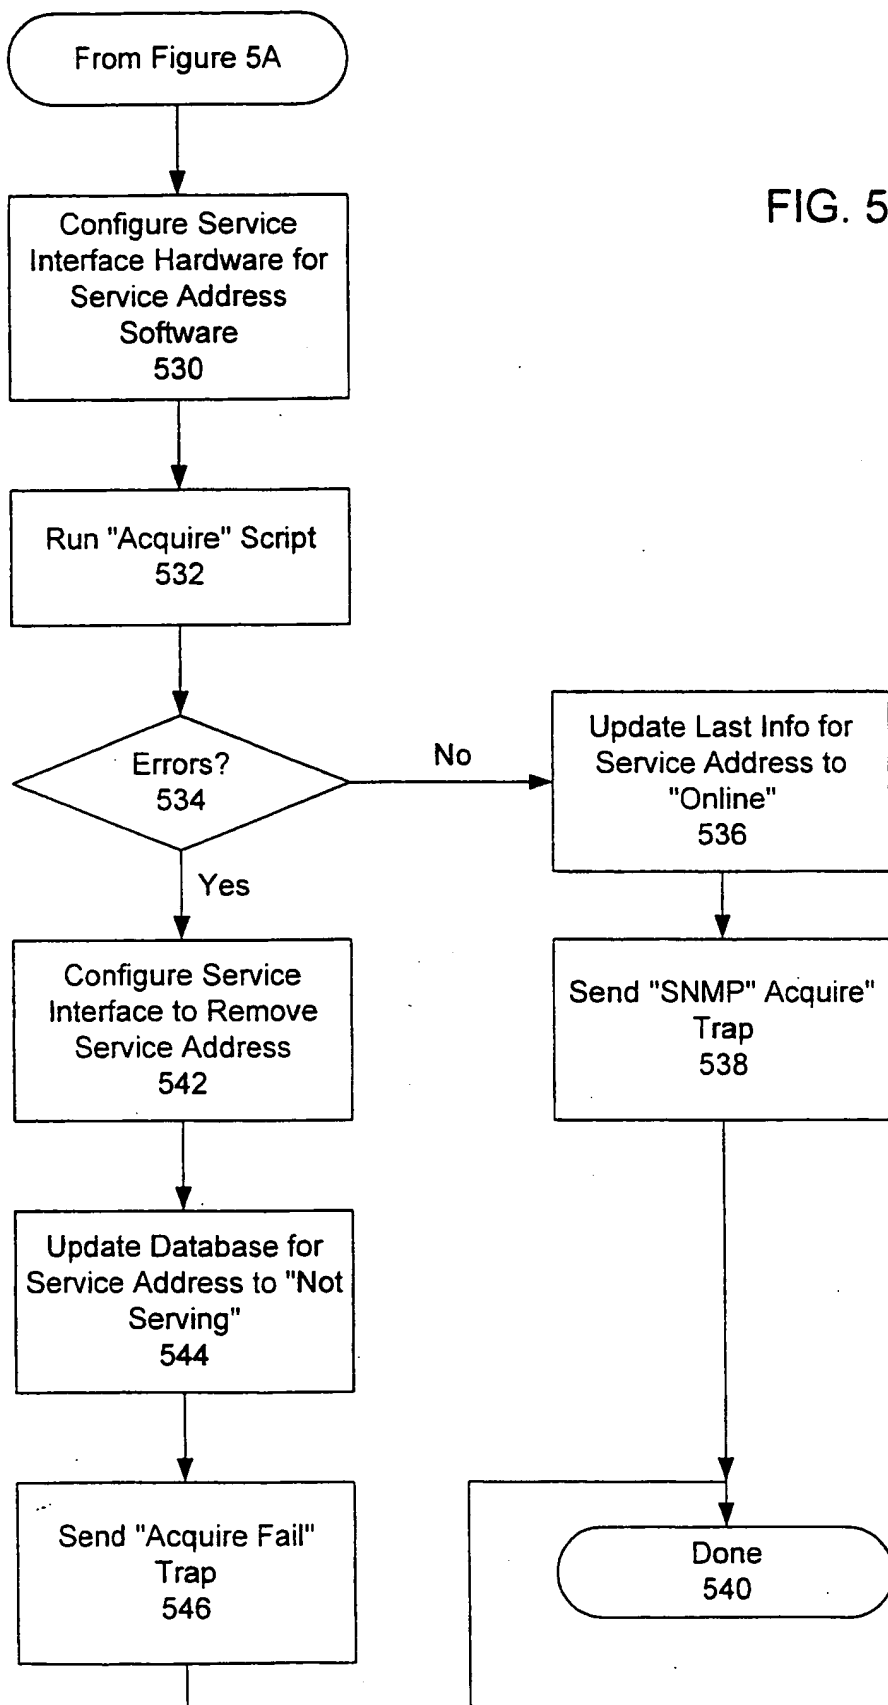 From Figure 5A
FIG. 5
Configure Service
Interface Hardware for
Service Address
Software
530
Run "Acquire" Script
532
Errors?
534
No
Yes
Update Last Info for
Service Address to
"Online"
536
Send "SNMP" Acquire"
Trap
538
Configure Service
Interface to Remove
Service Address
542
Update Database for
Service Address to "Not
Serving"
544
Send "Acquire Fail"
Trap
546
Done
540